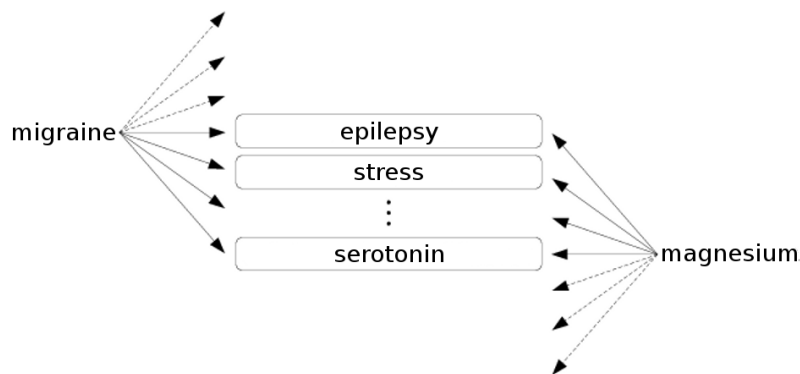 migraine
epilepsy
stress
⋮
serotonin
magnesium